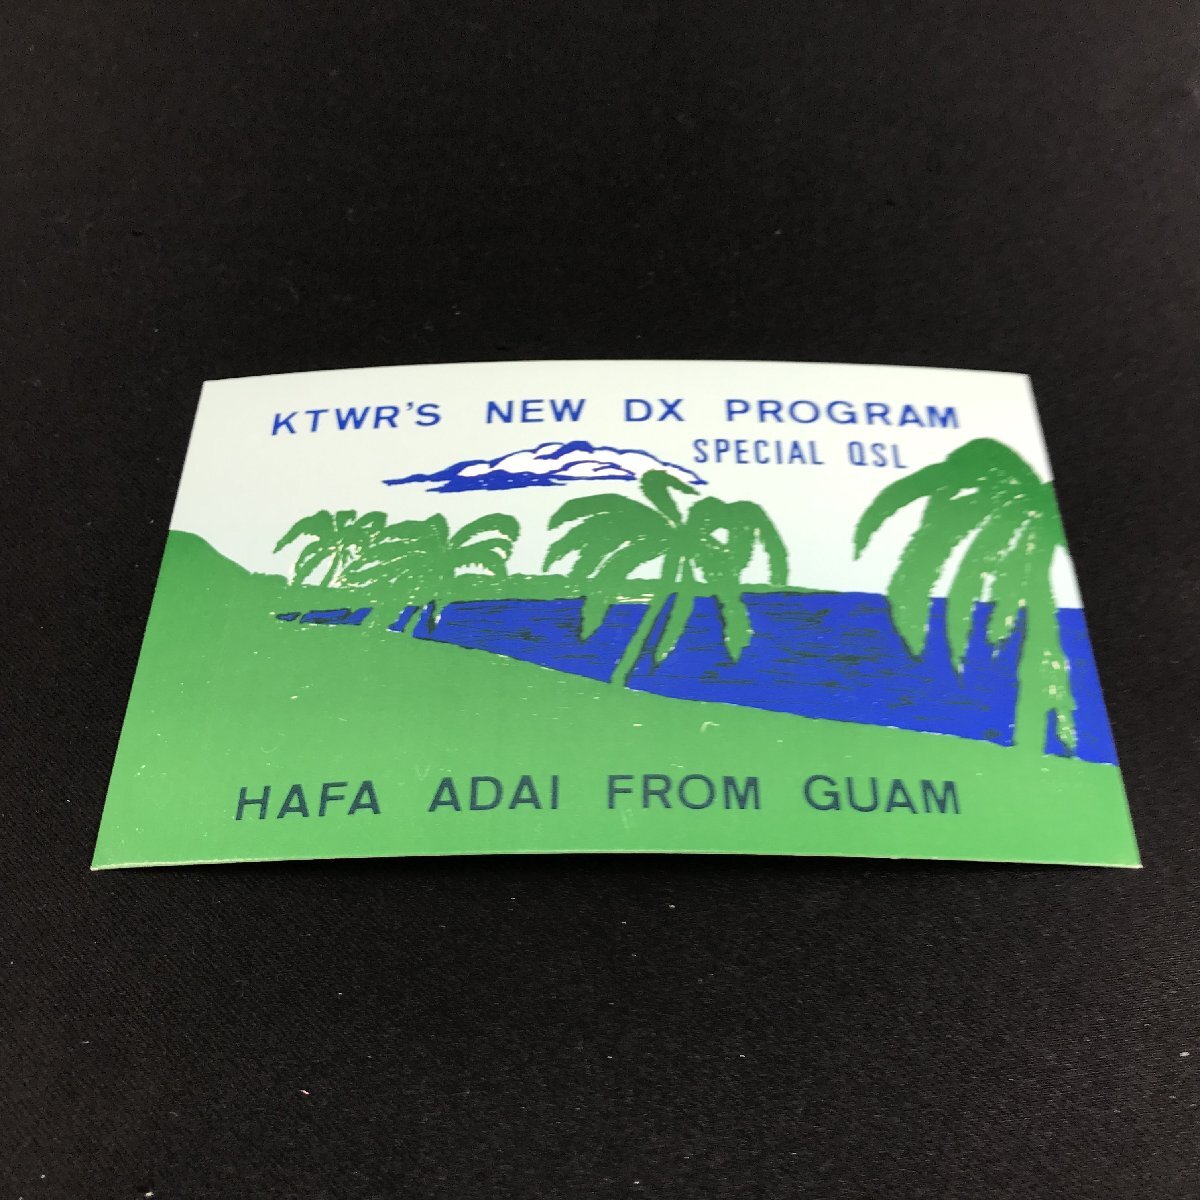 KTWR'S NEW DX PROGRAM
SPECIAL QSL
HAFA ADAI FROM GUAM